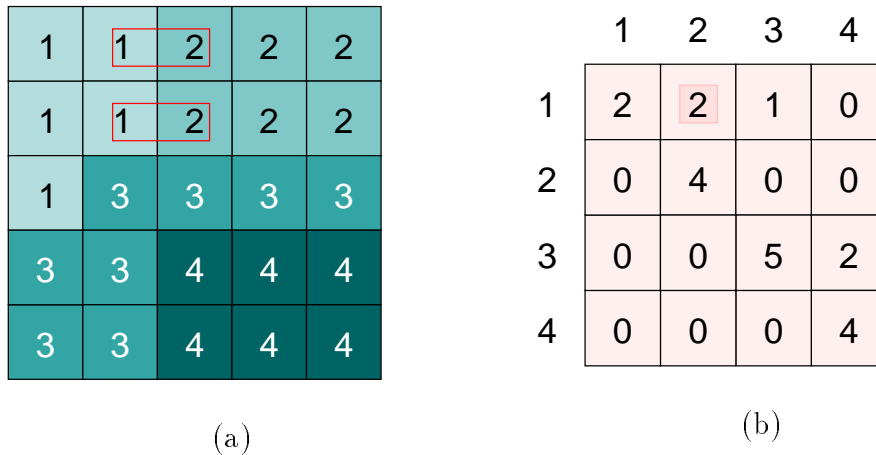 1 1 2 2 2
1 1 2 2 2
1 3 3 3 3
3 3 4 4 4
3 3 4 4 4
(a)
1 2 3 4
1 2 2 1 0
2 0 4 0 0
3 0 0 5 2
4 0 0 0 4
(b)